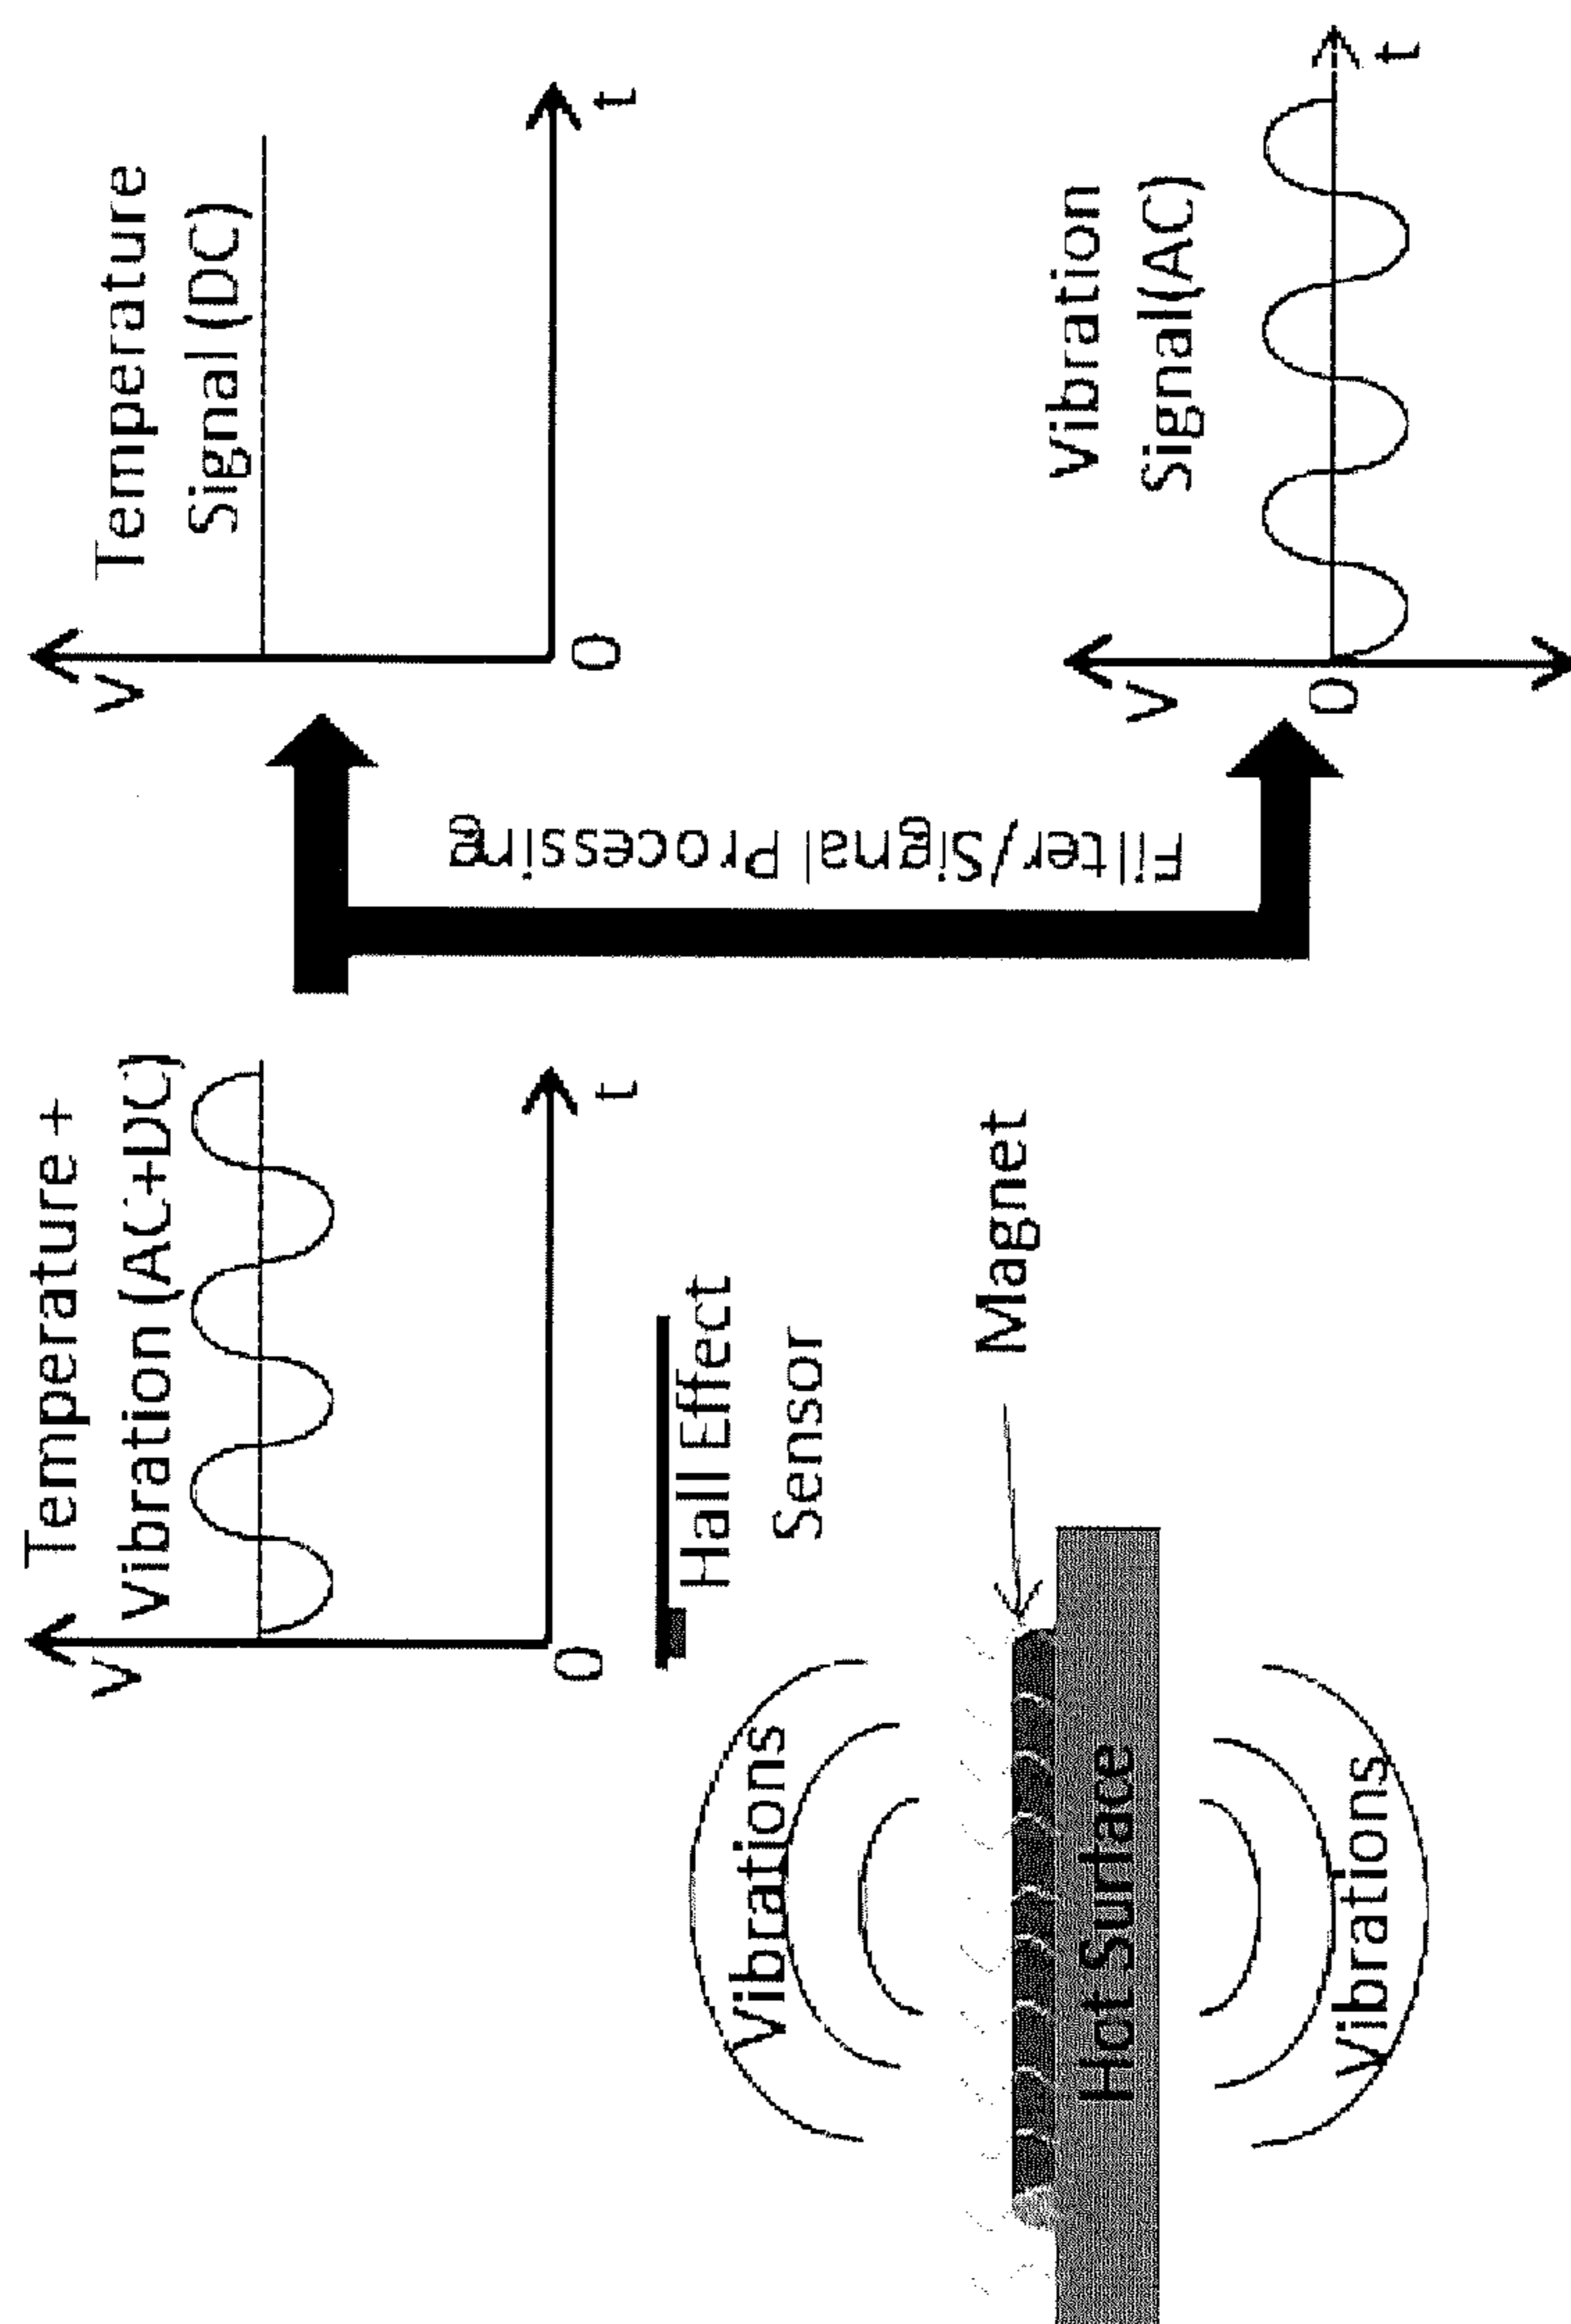 Temperature +
Vibration (AC+DC)
V
0
t
Hall Effect
Sensor
Magnet
Vibrations
Hot Surface
Vibrations
Filter/Signal Processing
Temperature
Signal (DC)
V
0
t
Vibration
Signal(AC)
V
0
t